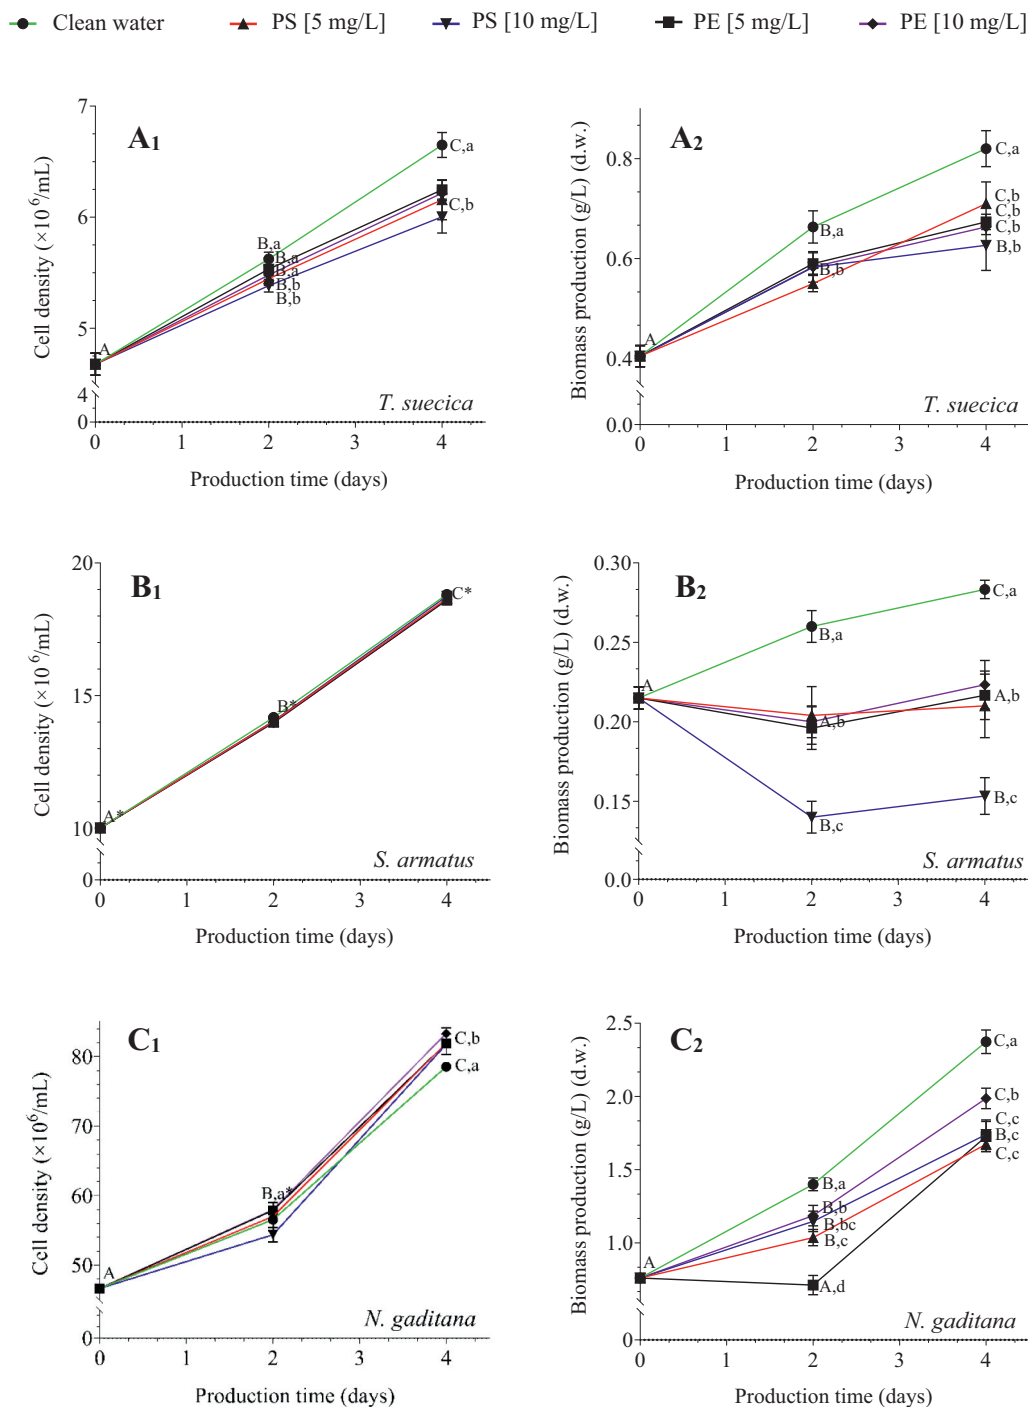 Clean water PS [5 mg/L] PS [10 mg/L] PE [5 mg/L] PE [10 mg/L]
A1
Cell density (×10⁶/mL)
7
6
5
4
0
A
B,a
B,a
B,a
B,b
B,b
C,a
C,b
T. suecica
0 1 2 3 4
Production time (days)
A2
Biomass production (g/L) (d.w.)
0.8
0.6
0.4
0.0
A
B,a
B,b
C,a
C,b
C,b
C,b
B,b
T. suecica
0 1 2 3 4
Production time (days)
B1
Cell density (×10⁶/mL)
20
15
10
0
A*
B*
C*
S. armatus
0 1 2 3 4
Production time (days)
B2
Biomass production (g/L) (d.w.)
0.30
0.25
0.20
0.15
0.0
A
B,a
A,b
B,c
C,a
A,b
B,c
S. armatus
0 1 2 3 4
Production time (days)
C1
Cell density (×10⁶/mL)
80
70
60
50
0
A
B,a*
C,b
C,a
N. gaditana
0 1 2 3 4
Production time (days)
C2
Biomass production (g/L) (d.w.)
2.5
2.0
1.5
1.0
0
A
B,a
B,b
B,bc
B,c
A,d
C,a
C,b
C,c
B,c
C,c
N. gaditana
0 1 2 3 4
Production time (days)